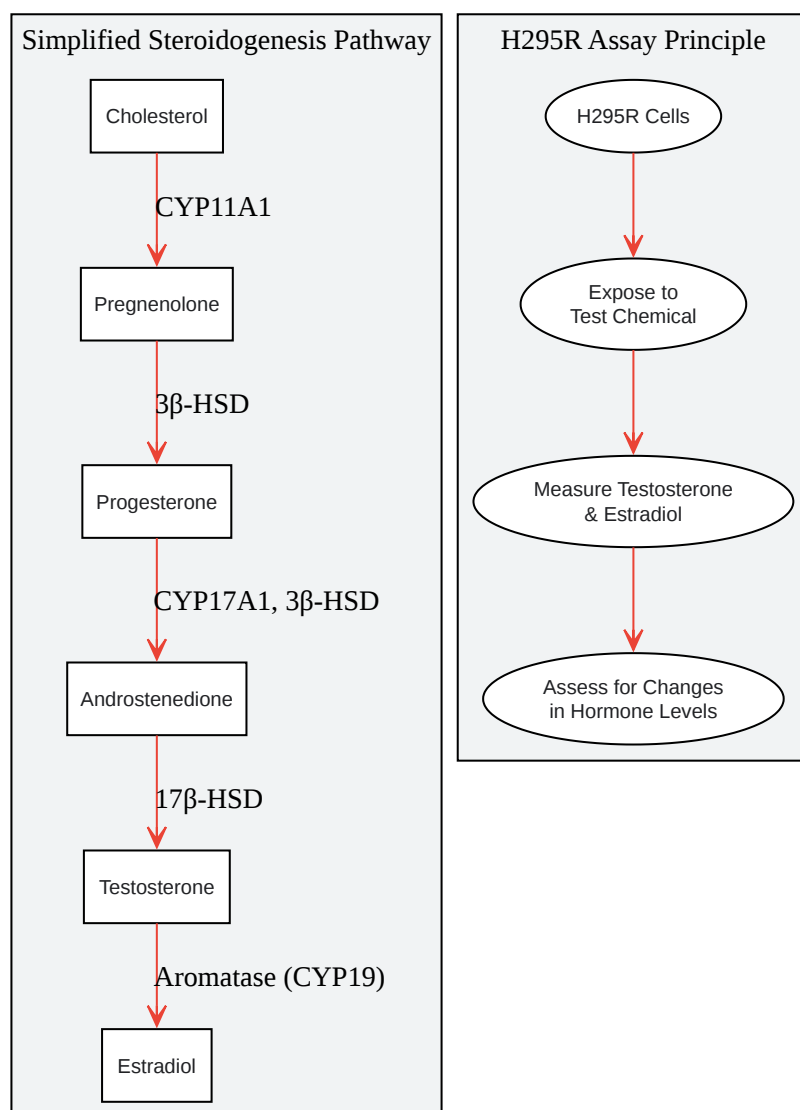 Simplified Steroidogenesis Pathway
Cholesterol
CYP11A1
Pregnenolone
3β-HSD
Progesterone
CYP17A1, 3β-HSD
Androstenedione
17β-HSD
Testosterone
Aromatase (CYP19)
Estradiol
H295R Assay Principle
H295R Cells
Expose to
Test Chemical
Measure Testosterone
& Estradiol
Assess for Changes
in Hormone Levels